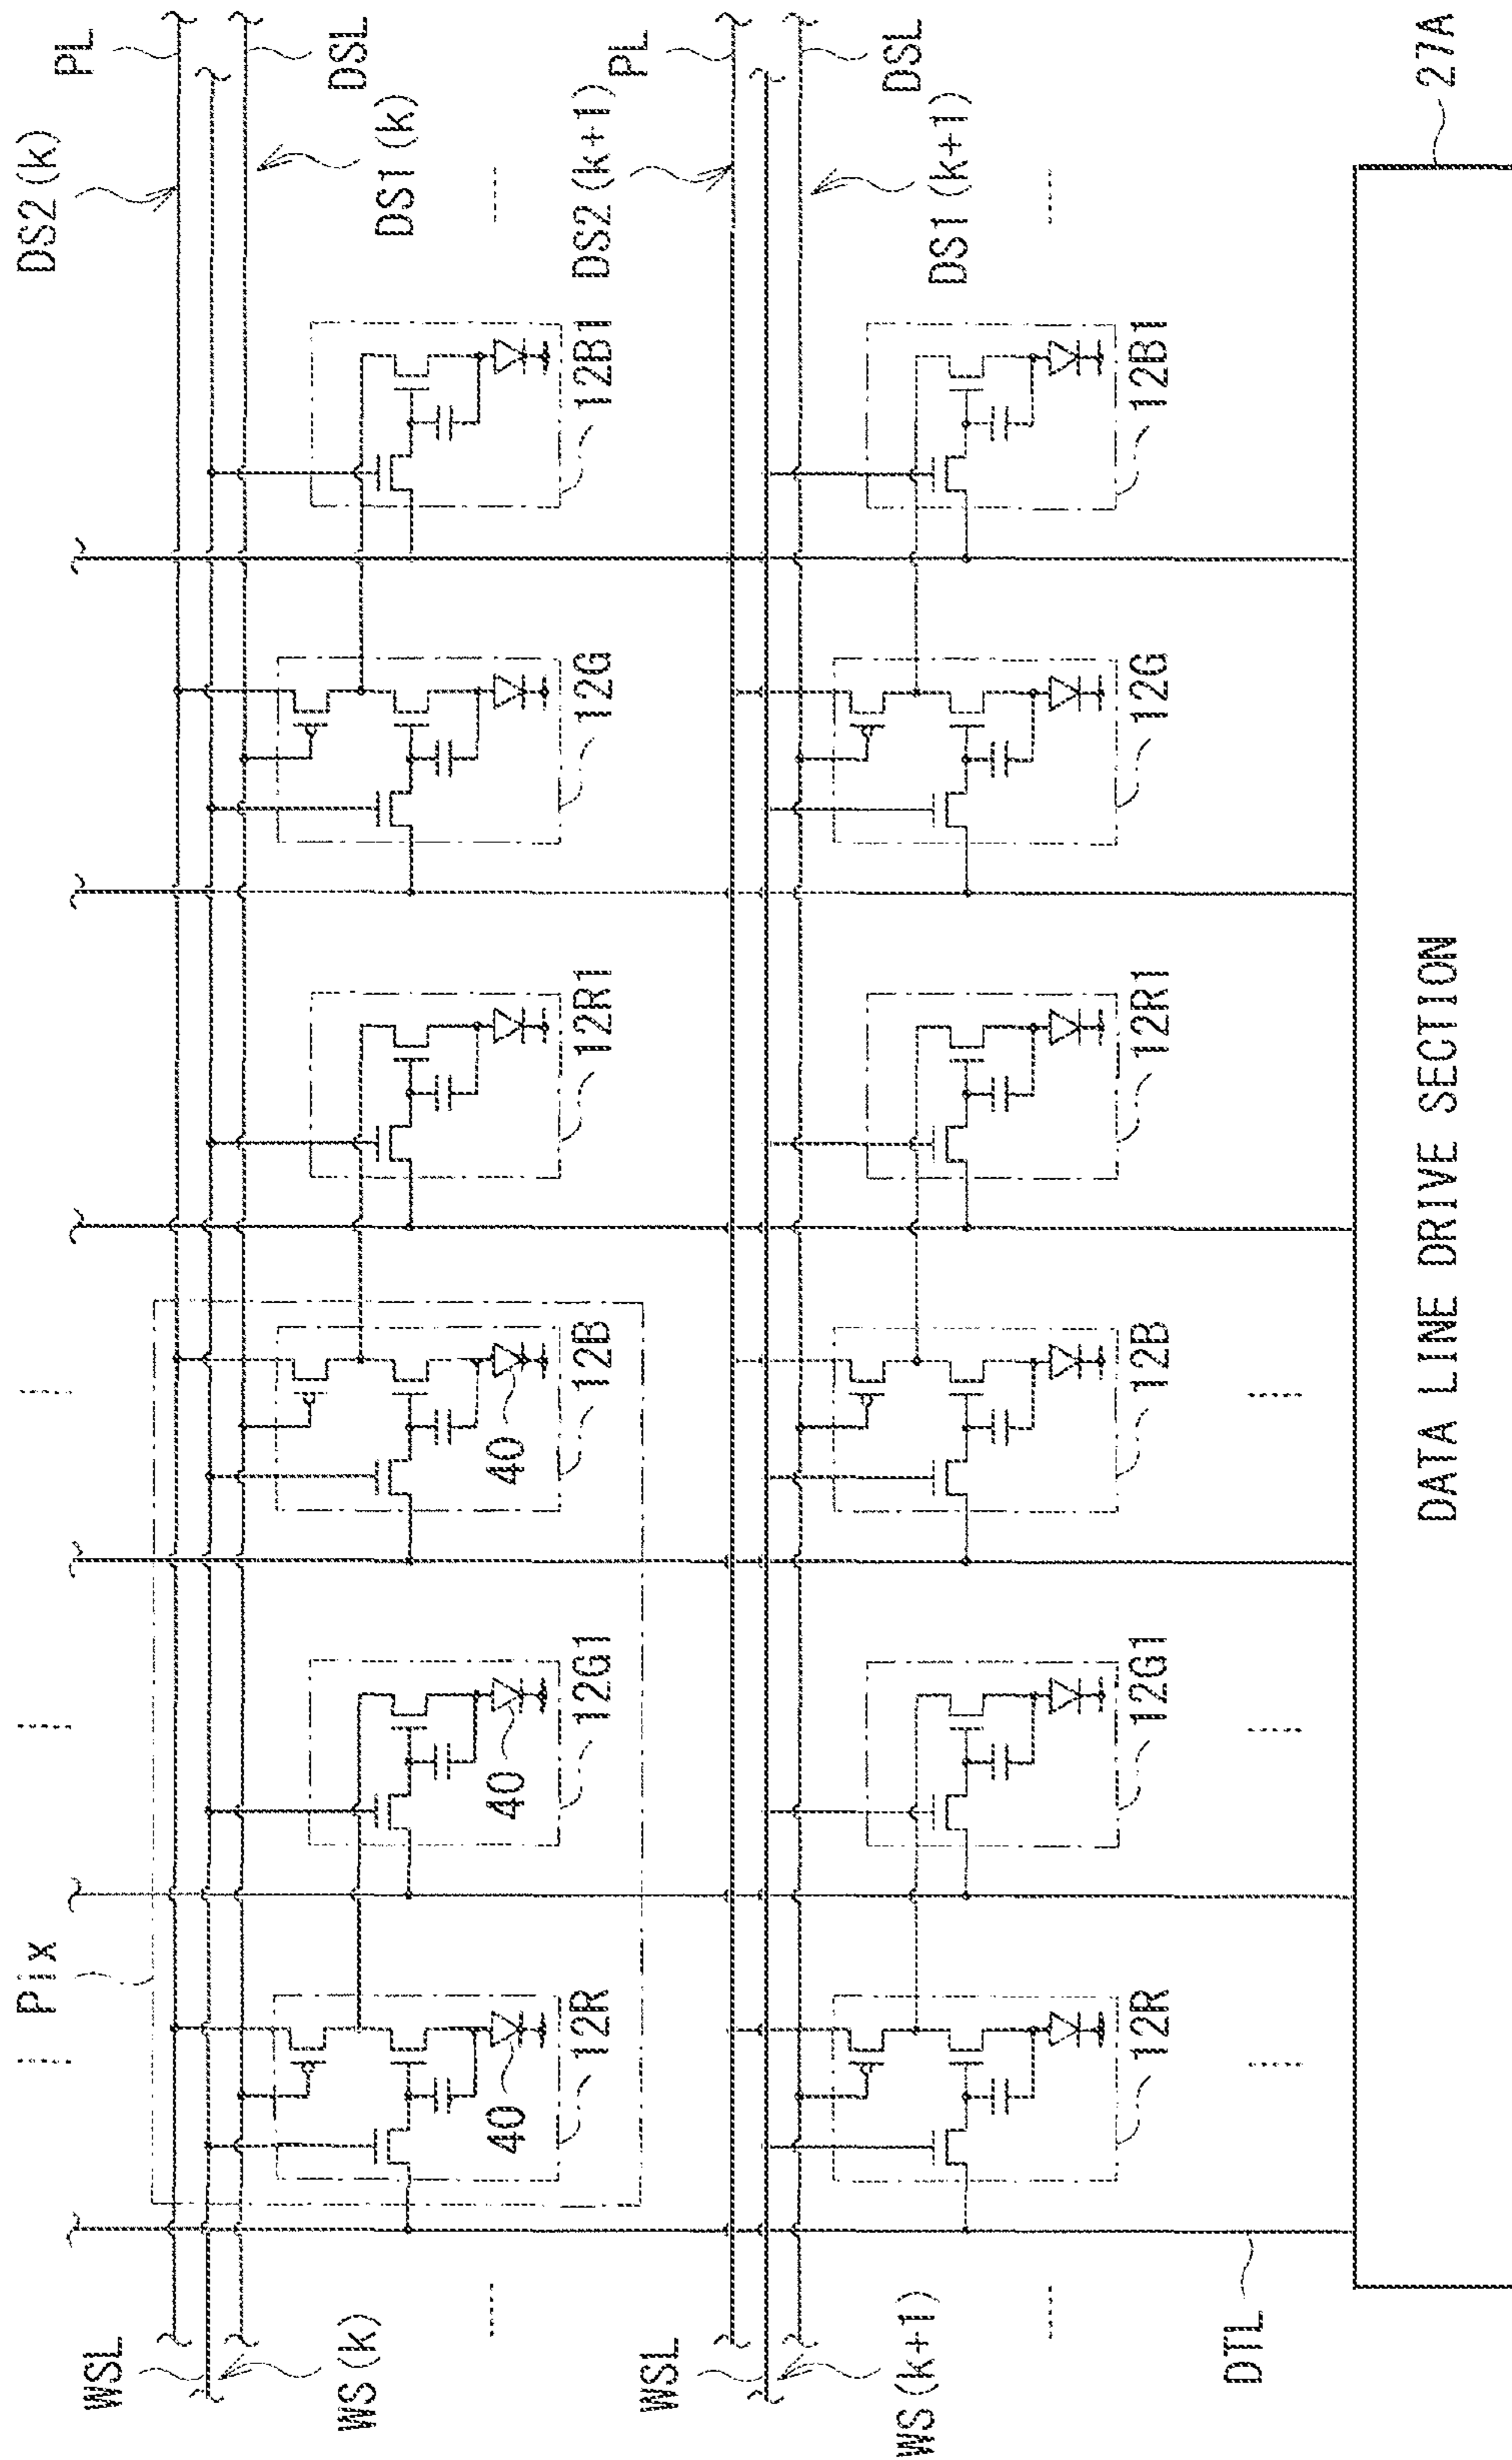 Pix
DS2(k)
PL
WSL
WS(k)
DSL
DS1(k)
40
40
40
12R
12G1
12B
12R1
12G
12B1
DS2(k+1)
PL
WSL
WS(k+1)
DSL
DS1(k+1)
12R
12G1
12B
12R1
12G
12B1
DTL
DATA LINE DRIVE SECTION
27A